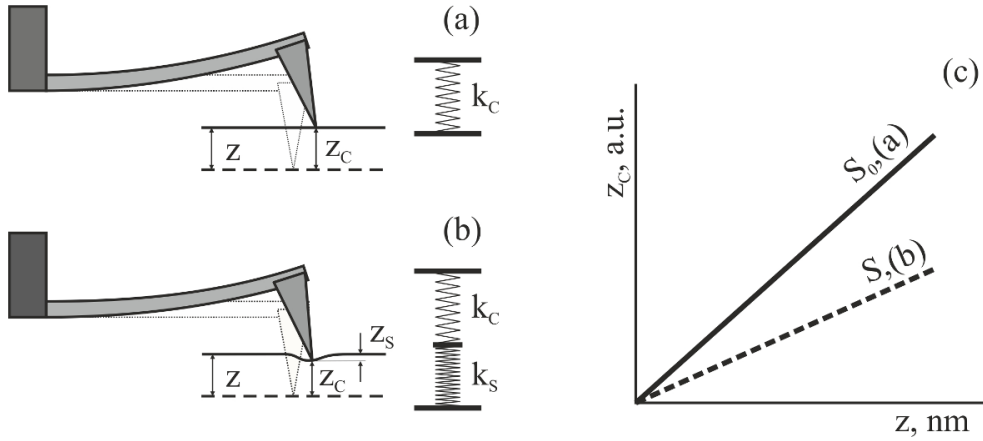 (a)
k_C
z
z_C
(b)
k_C
z_S
z
z_C
k_S
(c)
z_C, a.u.
S_0,(a)
S,(b)
z, nm